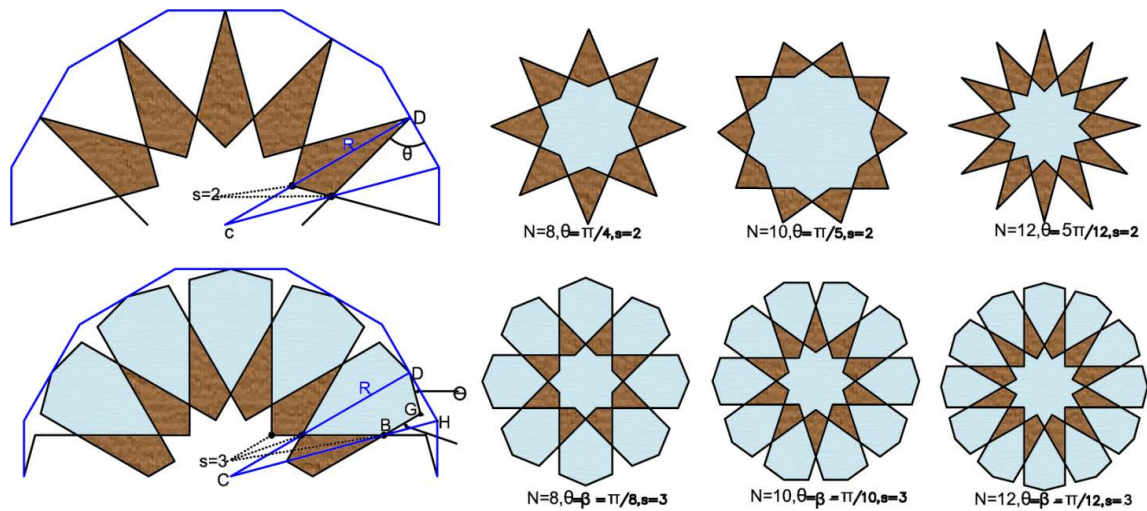 D
R
θ
s=2
c
N=8,θ=π/4,s=2
N=10,θ=π/5,s=2
N=12,θ=5π/12,s=2
D
R
Θ
G
B
H
s=3
C
N=8,θ=β = π/8,s=3
N=10,θ=β = π/10,s=3
N=12,θ=β = π/12,s=3